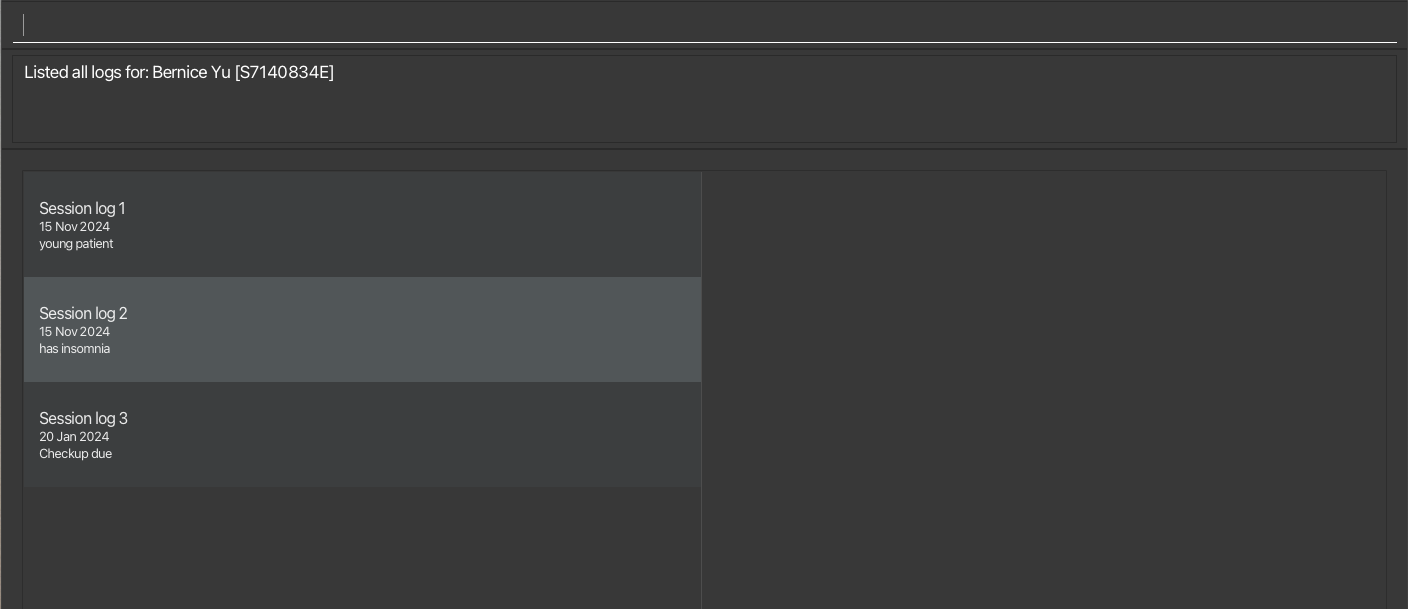 Listed all logs for: Bernice Yu [S7140834E]
Session log 1
15 Nov 2024
young patient
Session log 2
15 Nov 2024
has insomnia
Session log 3
20 Jan 2024
Checkup due